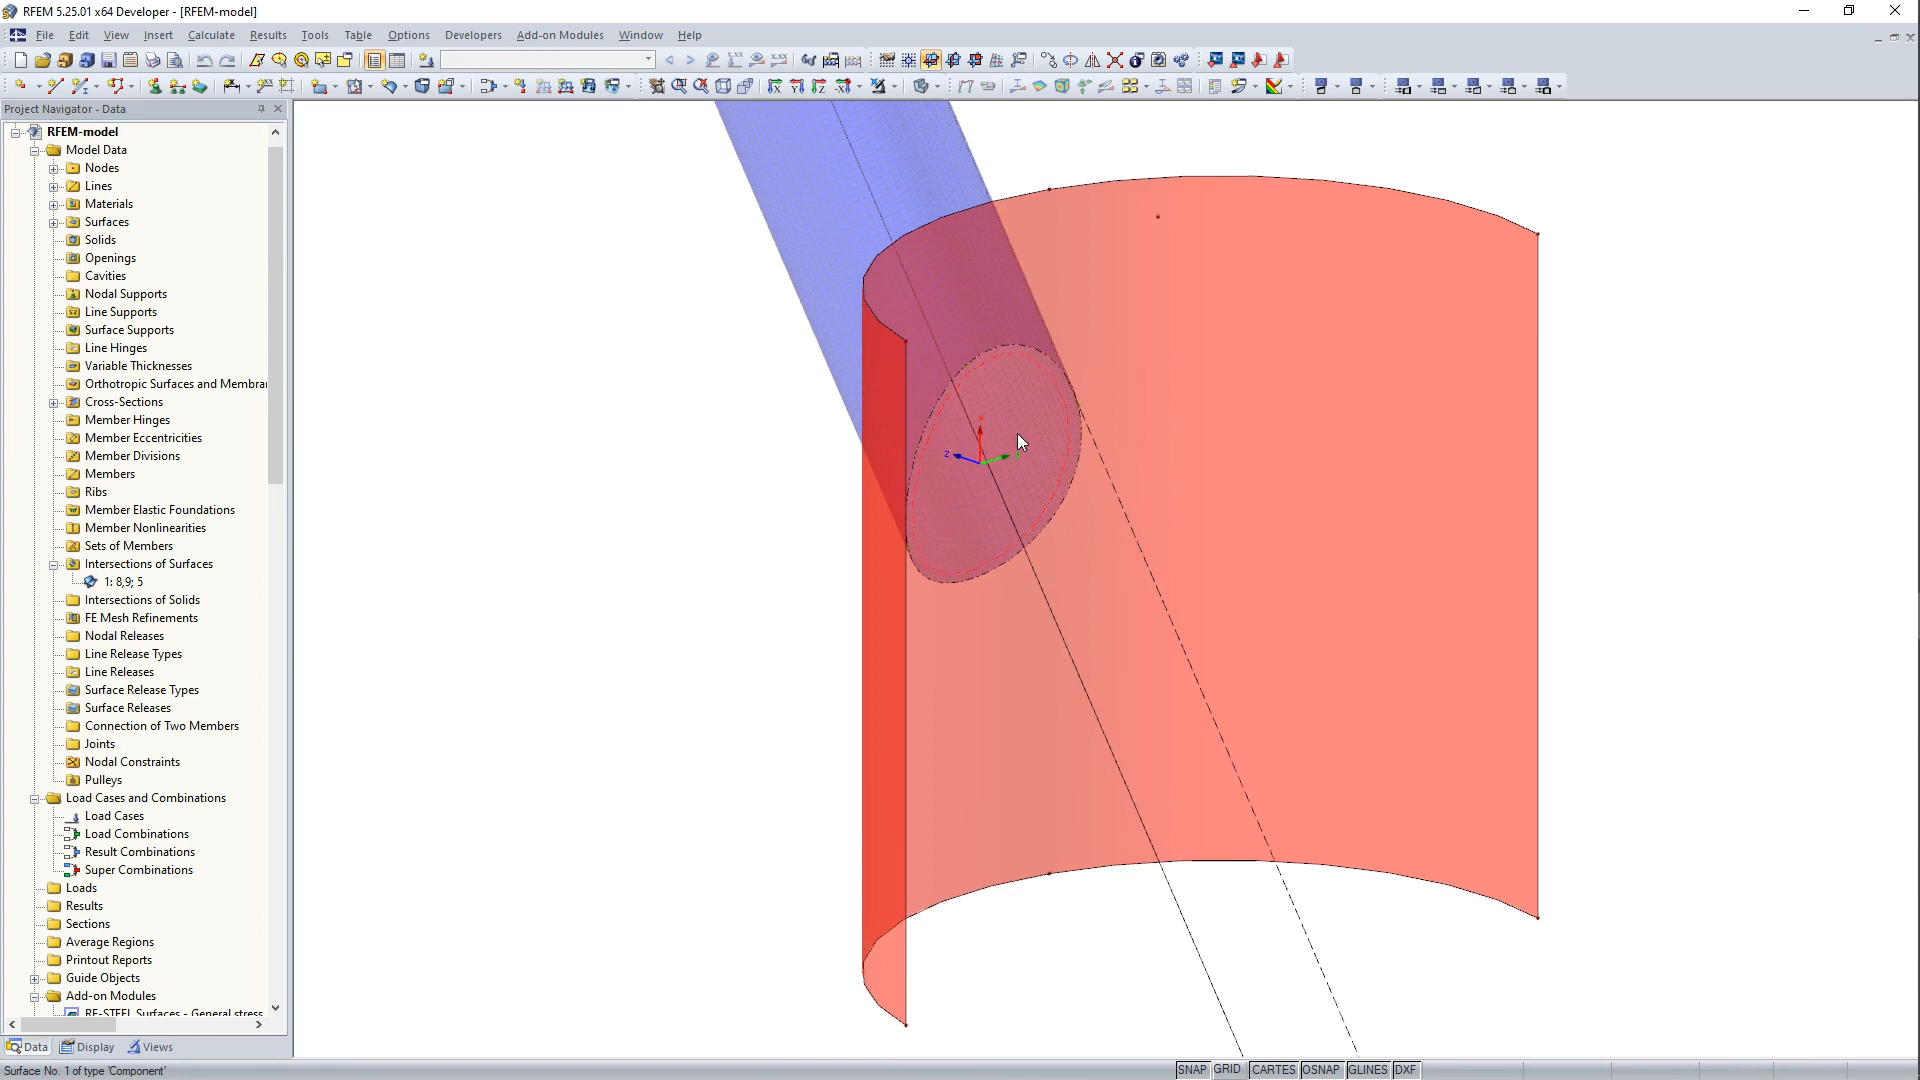 RFEM 5.25.01 x64 Developer - [RFEM-model]
File Edit View Insert Calculate Results Tools Table Options Developers Add-on Modules Window Help
Project Navigator - Data
RFEM-model
Model Data
Nodes
Lines
Materials
Surfaces
Solids
Openings
Cavities
Nodal Supports
Line Supports
Surface Supports
Line Hinges
Variable Thicknesses
Orthotropic Surfaces and Membra
Cross-Sections
Member Hinges
Member Eccentricities
Member Divisions
Members
Ribs
Member Elastic Foundations
Member Nonlinearities
Sets of Members
Intersections of Surfaces
1: 8,9; 5
Intersections of Solids
FE Mesh Refinements
Nodal Releases
Line Release Types
Line Releases
Surface Release Types
Surface Releases
Connection of Two Members
Joints
Nodal Constraints
Pulleys
Load Cases and Combinations
Load Cases
Load Combinations
Result Combinations
Super Combinations
Loads
Results
Sections
Average Regions
Printout Reports
Guide Objects
Add-on Modules
RF-STEEL Surfaces - General stress
Data Display Views
Surface No. 1 of type 'Component'
SNAP GRID CARTES OSNAP GLINES DXF